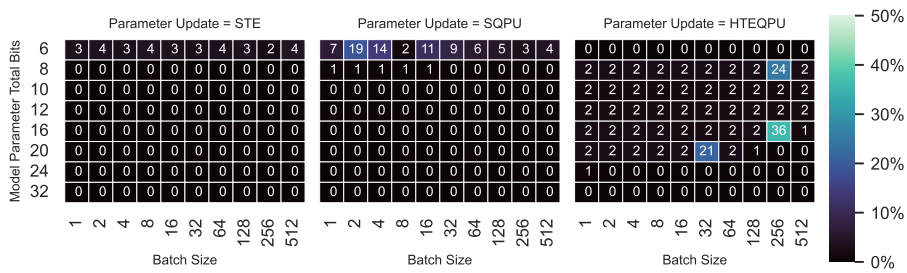 Parameter Update = STE
Parameter Update = SQPU
Parameter Update = HTEQPU
Model Parameter Total Bits
6 3 4 3 4 3 3 4 3 2 4 7 19 14 2 11 9 6 5 3 4 0 0 0 0 0 0 0 0 0 0
8 0 0 0 0 0 0 0 0 0 0 1 1 1 1 1 0 0 0 0 0 2 2 2 2 2 2 2 2 24 2
10 0 0 0 0 0 0 0 0 0 0 0 0 0 0 0 0 0 0 0 0 2 2 2 2 2 2 2 2 2 2
12 0 0 0 0 0 0 0 0 0 0 0 0 0 0 0 0 0 0 0 0 2 2 2 2 2 2 2 2 2 2
16 0 0 0 0 0 0 0 0 0 0 0 0 0 0 0 0 0 0 0 0 2 2 2 2 2 2 2 2 36 1
20 0 0 0 0 0 0 0 0 0 0 0 0 0 0 0 0 0 0 0 0 2 2 2 2 2 21 2 1 0 0
24 0 0 0 0 0 0 0 0 0 0 0 0 0 0 0 0 0 0 0 0 1 0 0 0 0 0 0 0 0 0
32 0 0 0 0 0 0 0 0 0 0 0 0 0 0 0 0 0 0 0 0 0 0 0 0 0 0 0 0 0 0
1 2 4 8 16 32 64 128 256 512
1 2 4 8 16 32 64 128 256 512
1 2 4 8 16 32 64 128 256 512
Batch Size
Batch Size
Batch Size
50%
40%
30%
20%
10%
0%